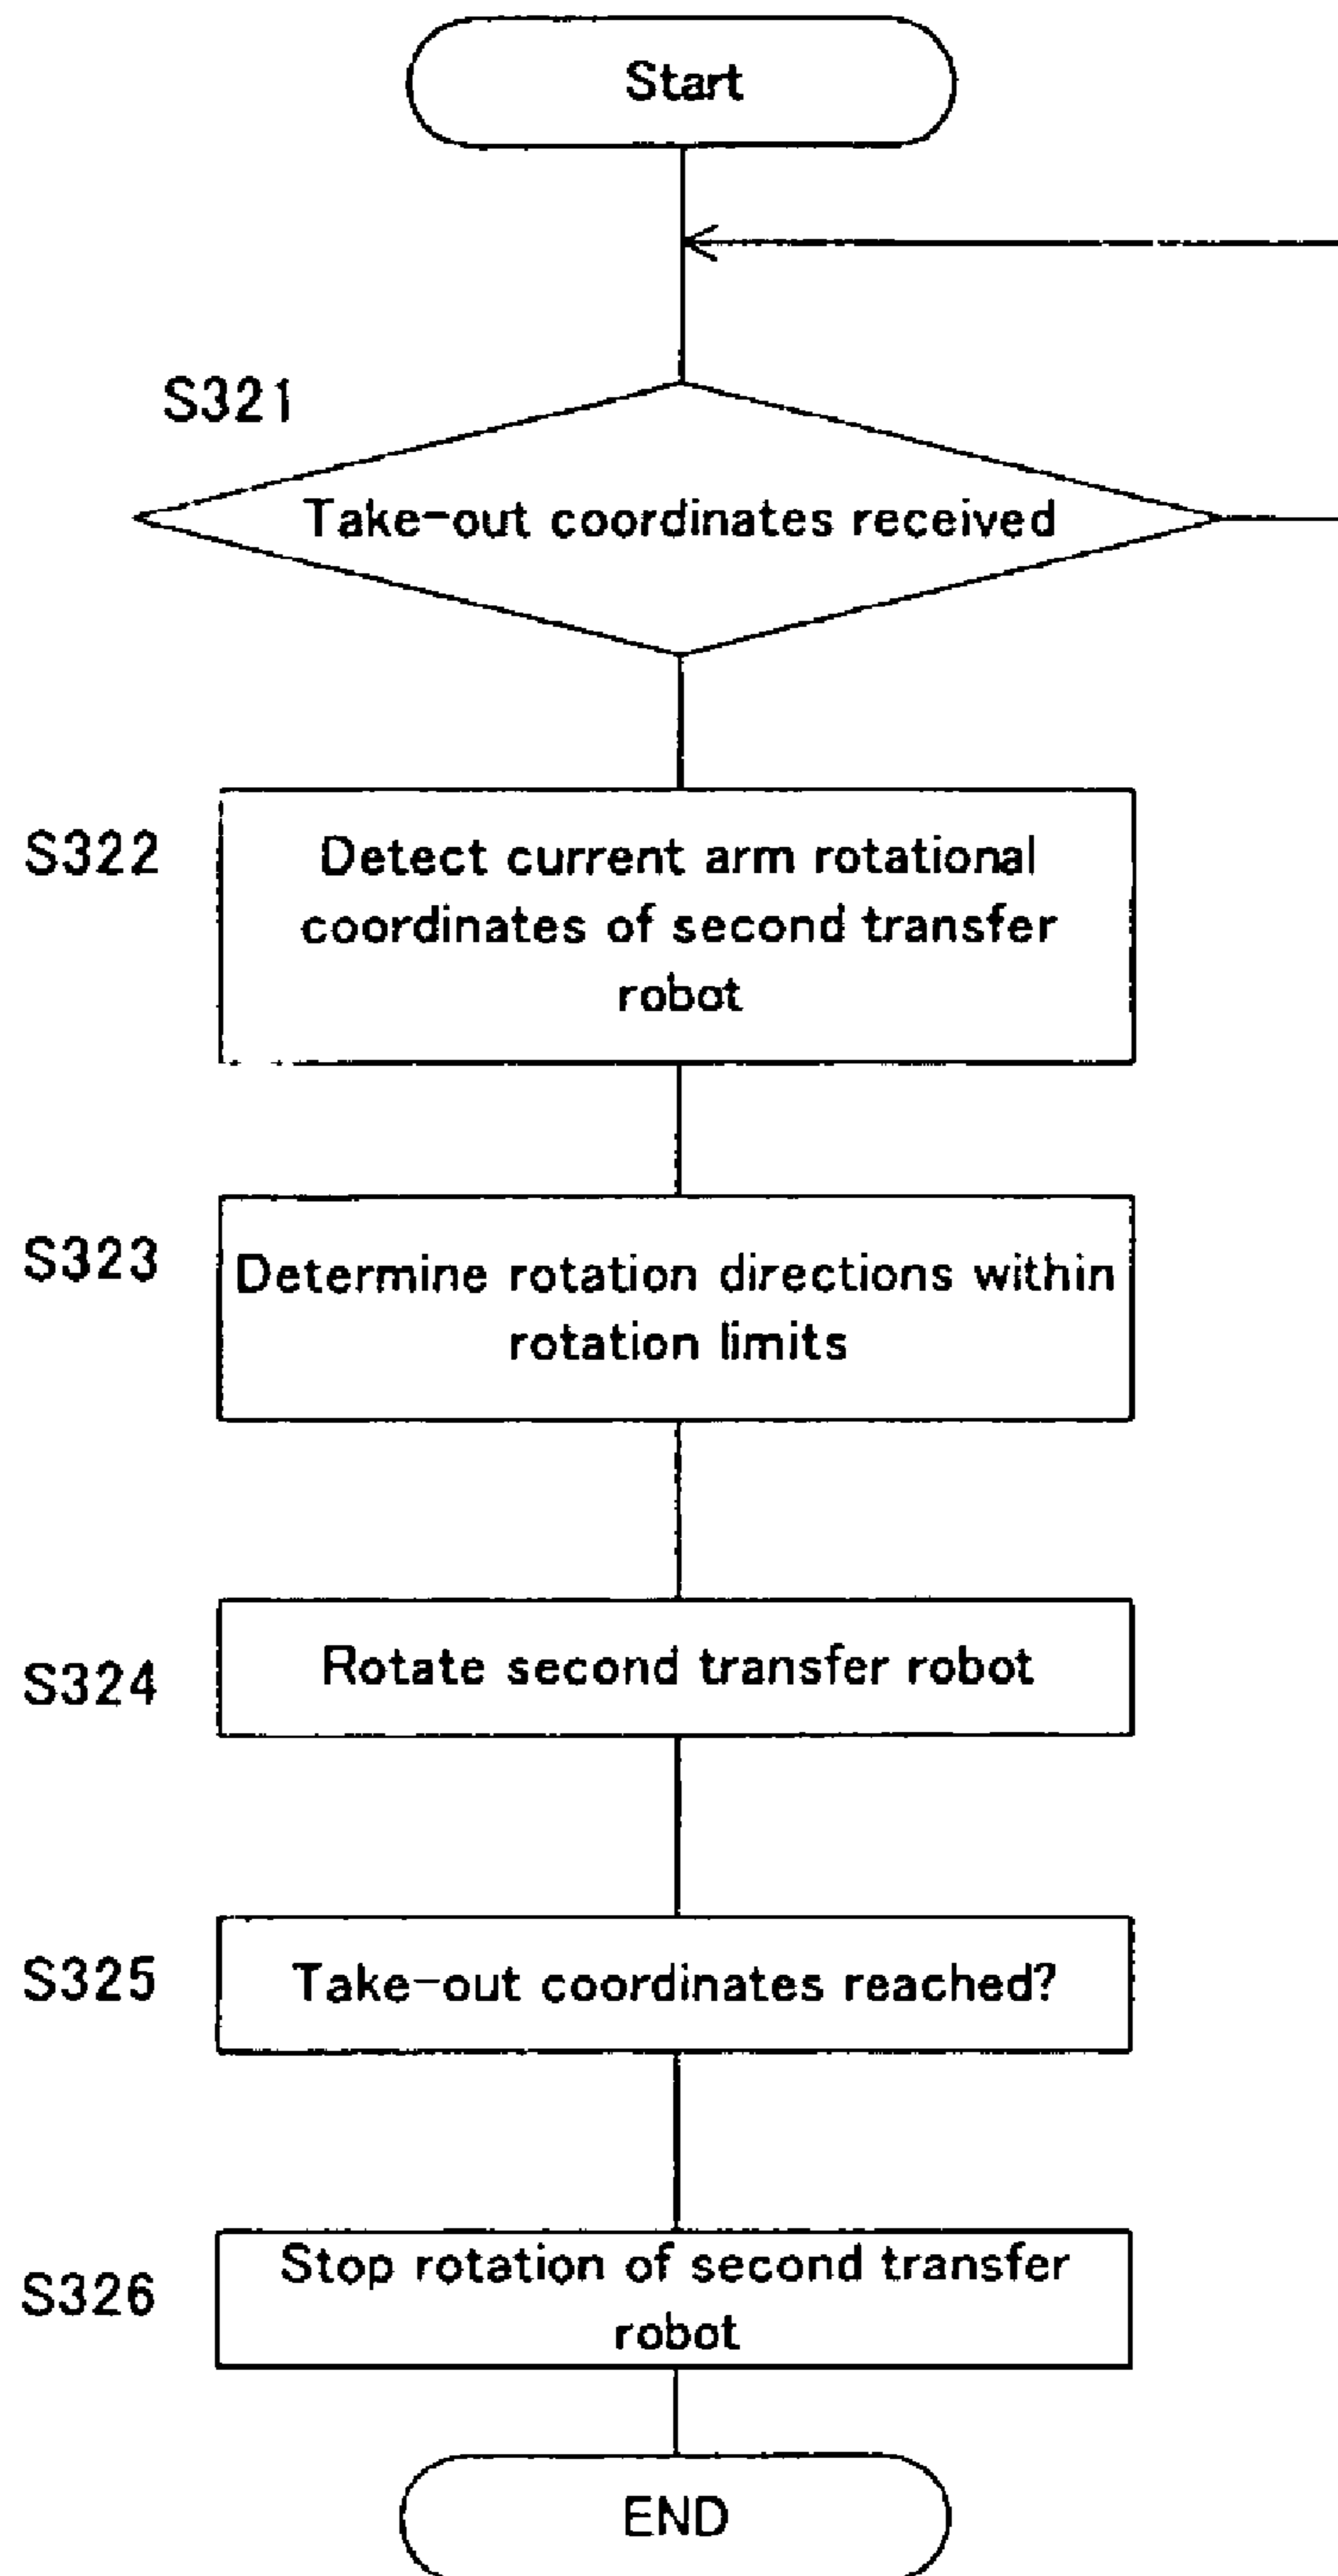 Start
S321
Take-out coordinates received
S322
Detect current arm rotational
coordinates of second transfer
robot
S323
Determine rotation directions within
rotation limits
S324
Rotate second transfer robot
S325
Take-out coordinates reached?
S326
Stop rotation of second transfer
robot
END